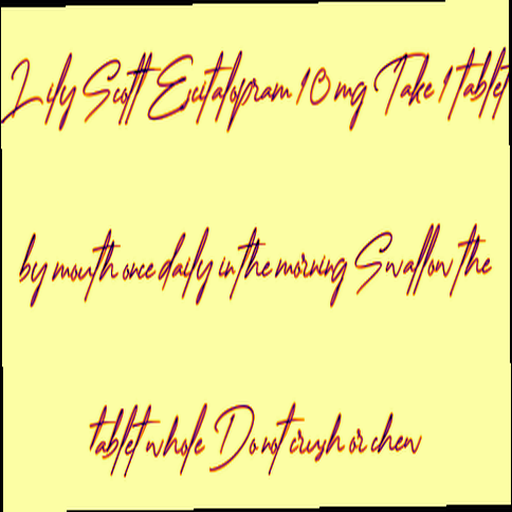 Lily Scott Escitalopram 10 mg Take 1 tablet
by mouth once daily in the morning Swallow the
tablet whole Do not crush or chew